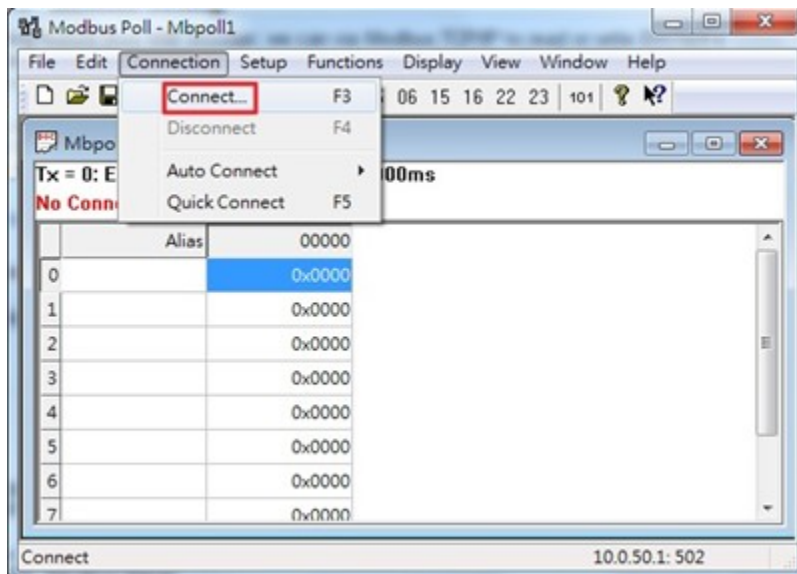 Modbus Poll - Mbpoll1
File Edit Connection Setup Functions Display View Window Help
Connect... F3
06 15 16 22 23 101
Disconnect F4
Mbpo
Auto Connect
Tx = 0: E 00ms
Quick Connect F5
No Conn
Alias 00000
0 0x0000
1 0x0000
2 0x0000
3 0x0000
4 0x0000
5 0x0000
6 0x0000
7 0x0000
Connect 10.0.50.1: 502